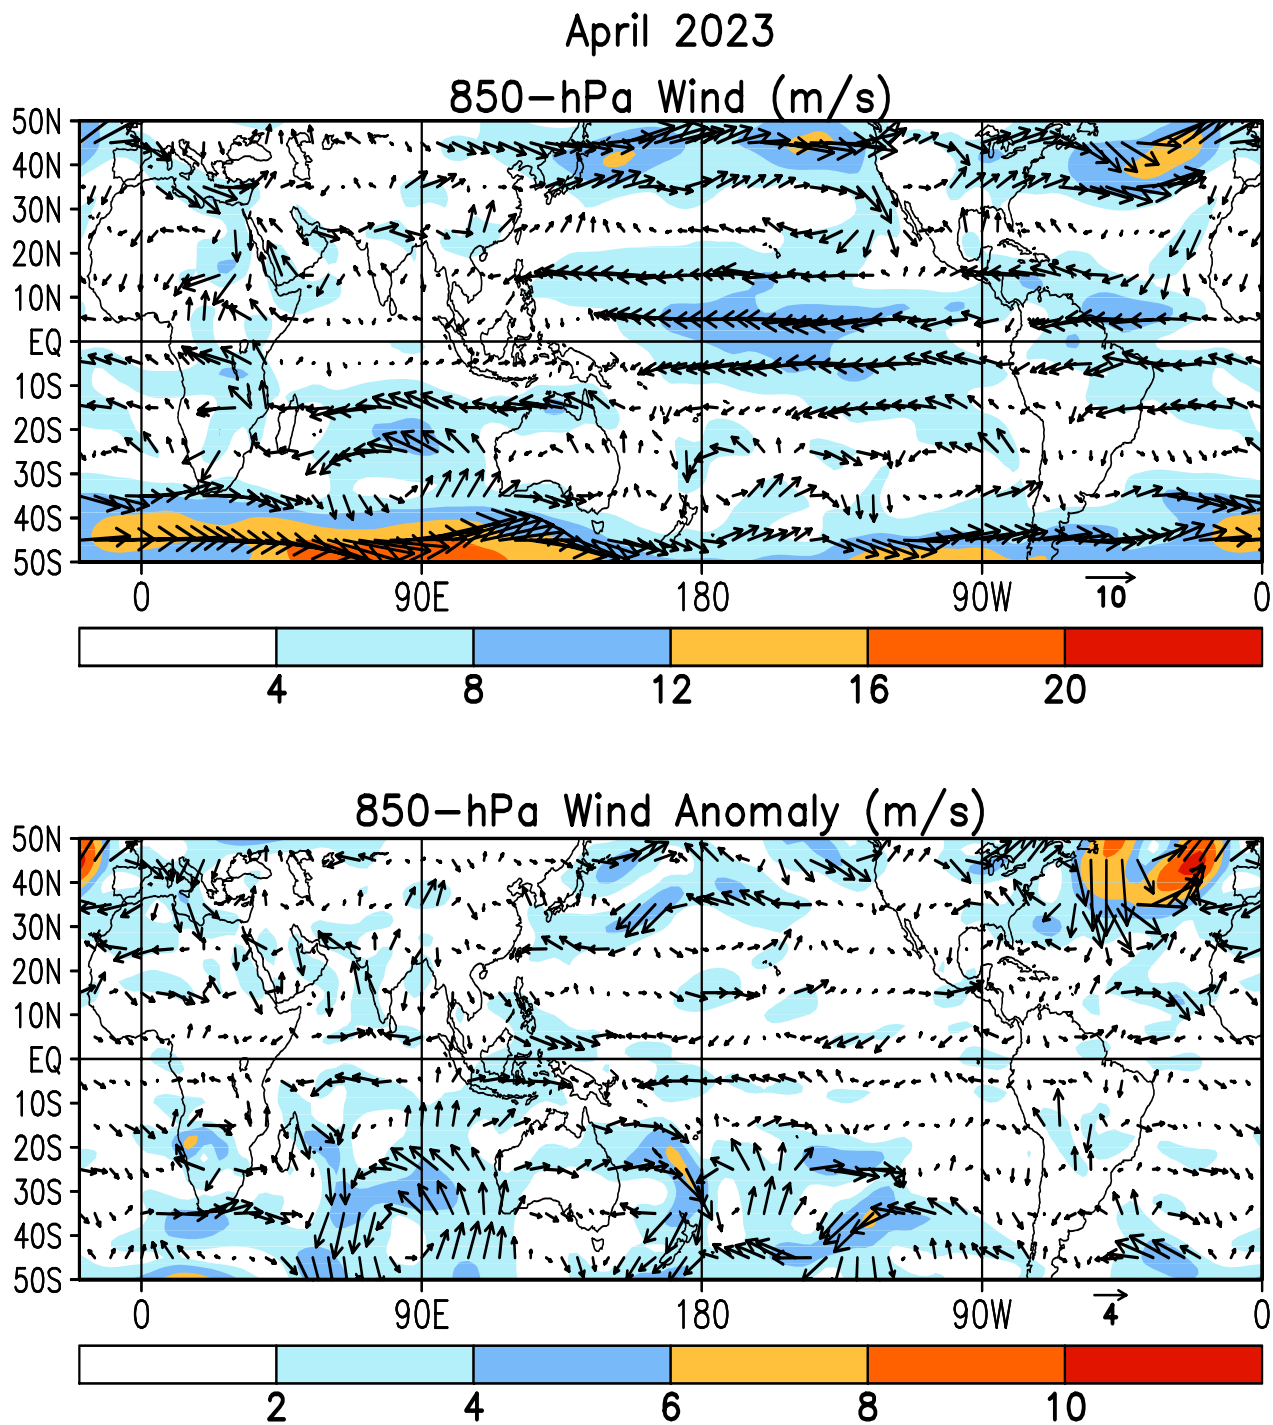 April 2023
850-hPa Wind (m/s)
50N
40N
30N
20N
10N
EQ
10S
20S
30S
40S
50S
0 90E 180 90W 0
10
4 8 12 16 20
850-hPa Wind Anomaly (m/s)
50N
40N
30N
20N
10N
EQ
10S
20S
30S
40S
50S
0 90E 180 90W 0
4
2 4 6 8 10